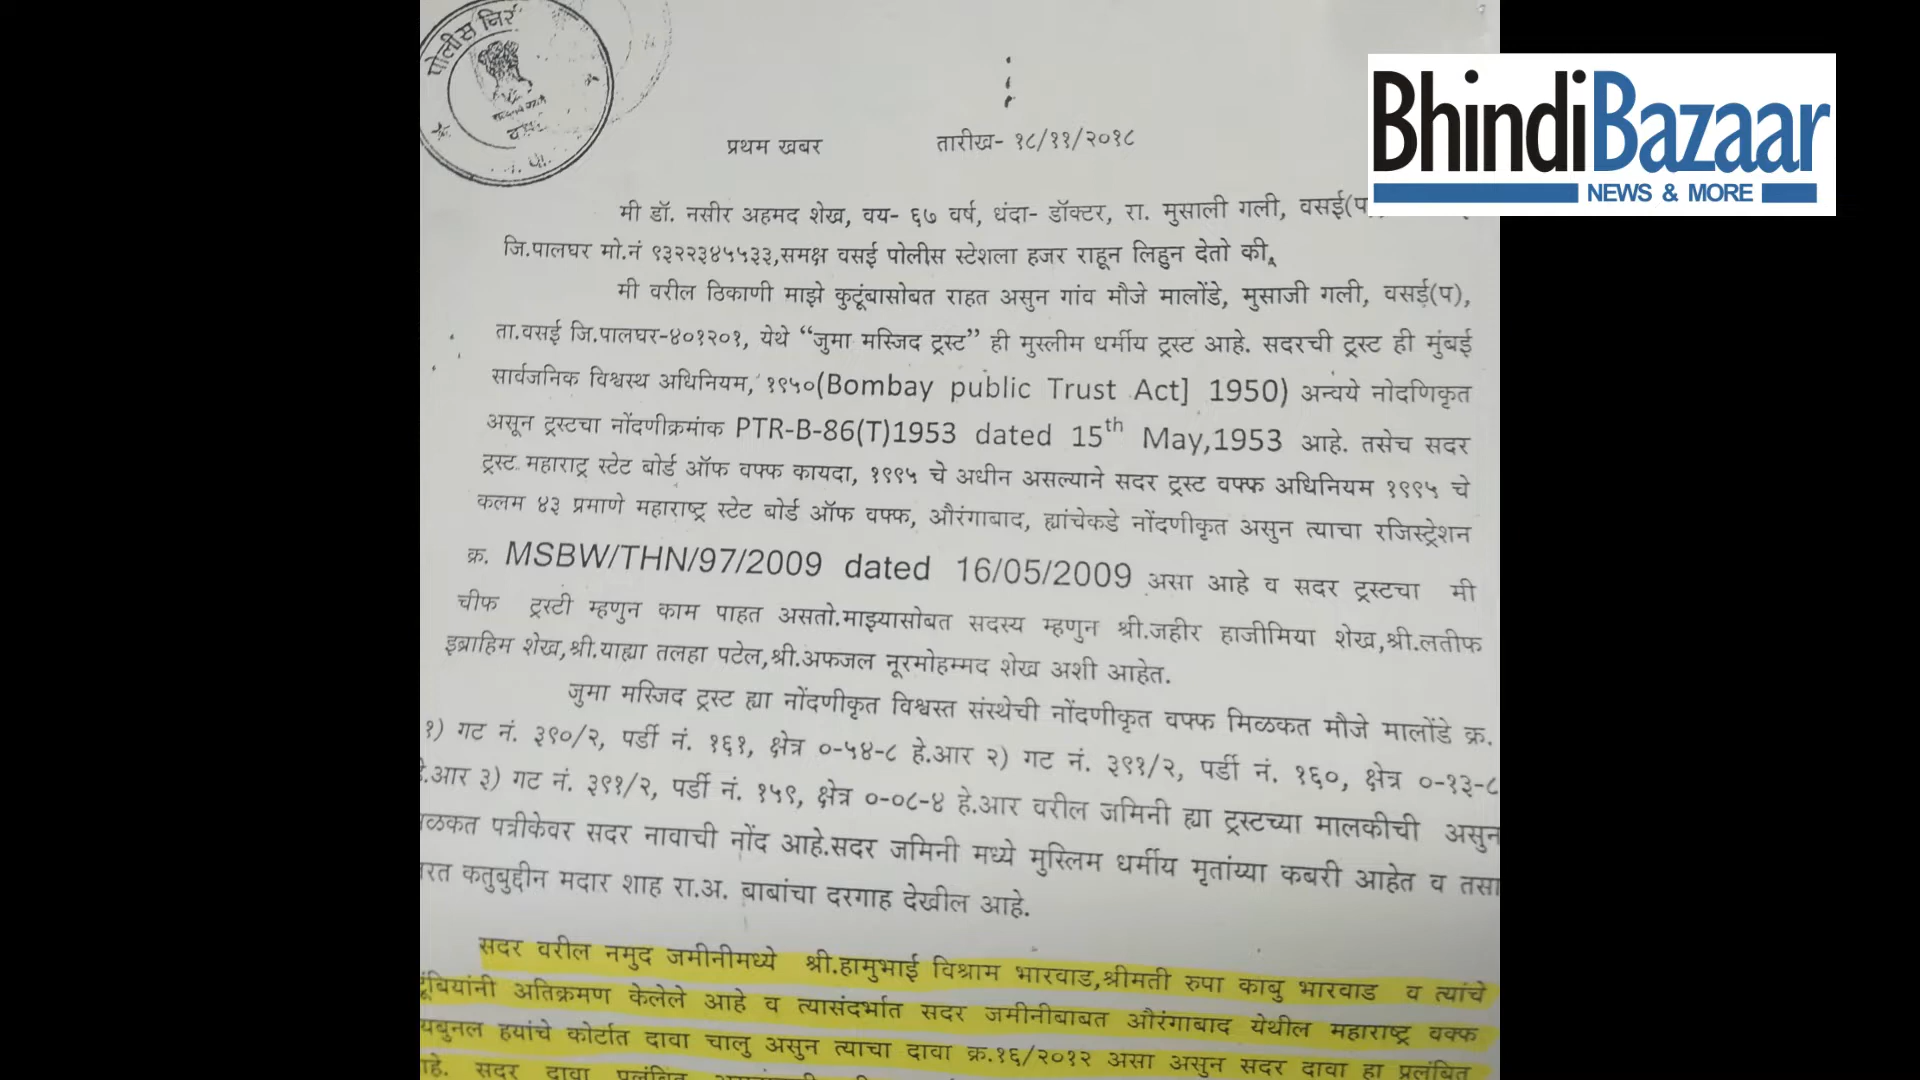 पोलीस निर
वसई
BhindiBazaar
NEWS & MORE
प्रथम खबर तारीख- १८/११/२०१८
मी डॉ. नसीर अहमद शेख, वय- ६७ वर्ष, धंदा- डॉक्टर, रा. मुसाली गली, वसई(प
जि.पालघर मो.नं ९३२२३४५५३३,समक्ष वसई पोलीस स्टेशला हजर राहून लिहुन देतो की,
मी वरील ठिकाणी माझे कुटूंबासोबत राहत असुन गांव मौजे मालोंडे, मुसाजी गली, वसई(प),
ता.वसई जि.पालघर-४०१२०१, येथे “जुमा मस्जिद ट्रस्ट” ही मुस्लीम धर्मीय ट्रस्ट आहे. सदरची ट्रस्ट ही मुंबई
सार्वजनिक विश्वस्थ अधिनियम, १९५०(Bombay public Trust Act] 1950) अन्वये नोदणिकृत
असून ट्रस्टचा नोंदणीक्रमांक PTR-B-86(T)1953 dated 15th May,1953 आहे. तसेच सदर
ट्रस्ट महाराट्र स्टेट बोर्ड ऑफ वफ्फ कायदा, १९९५ चे अधीन असल्याने सदर ट्रस्ट वफ्फ अधिनियम १९९५ चे
कलम ४३ प्रमाणे महाराष्ट्र स्टेट बोर्ड ऑफ वफ्फ, औरंगाबाद, ह्यांचेकडे नोंदणीकृत असुन त्याचा रजिस्ट्रेशन
क्र. MSBW/THN/97/2009 dated 16/05/2009 असा आहे व सदर ट्रस्टचा मी
चीफ ट्रस्टी म्हणुन काम पाहत असतो.माझ्यासोबत सदस्य म्हणुन श्री.जहीर हाजीमिया शेख,श्री.लतीफ
इब्राहिम शेख,श्री.याह्या तलहा पटेल,श्री.अफजल नूरमोहम्मद शेख अशी आहेत.
जुमा मस्जिद ट्रस्ट ह्या नोंदणीकृत विश्वस्त संस्थेची नोंदणीकृत वफ्फ मिळकत मौजे मालोंडे क्र.
१) गट नं. ३९०/२, पर्डी नं. १६१, क्षेत्र ०-५४-८ हे.आर २) गट नं. ३९१/२, पर्डी नं. १६०, क्षेत्र ०-१३-८
हे.आर ३) गट नं. ३९१/२, पर्डी नं. १५९, क्षेत्र ०-०८-४ हे.आर वरील जमिनी ह्या ट्रस्टच्या मालकीची असुन
ळकत पत्रीकेवर सदर नावाची नोंद आहे.सदर जमिनी मध्ये मुस्लिम धर्मीय मृतांय्या कबरी आहेत व तसा
रत कतुबुद्दीन मदार शाह रा.अ. बाबांचा दरगाह देखील आहे.
सदर वरील नमुद जमीनीमध्ये श्री.हामुभाई विश्राम भारवाड,श्रीमती रुपा काबु भारवाड व त्यांचे
टूंबियांनी अतिक्रमण केलेले आहे व त्यासंदर्भात सदर जमीनीबाबत औरंगाबाद येथील महाराष्ट्र वक्फ
यबुनल हयांचे कोर्टात दावा चालु असुन त्याचा दावा क्र.१६/२०१२ असा असुन सदर दावा हा प्रलंबित
आहे. सदर दावा प्रलंबित